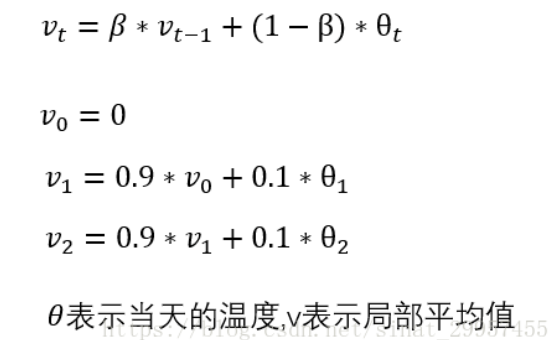 v_t = β * v_{t−1} + (1 − β) * θ_t
v_0 = 0
v_1 = 0.9 * v_0 + 0.1 * θ_1
v_2 = 0.9 * v_1 + 0.1 * θ_2
θ表示当天的温度,v表示局部平均值